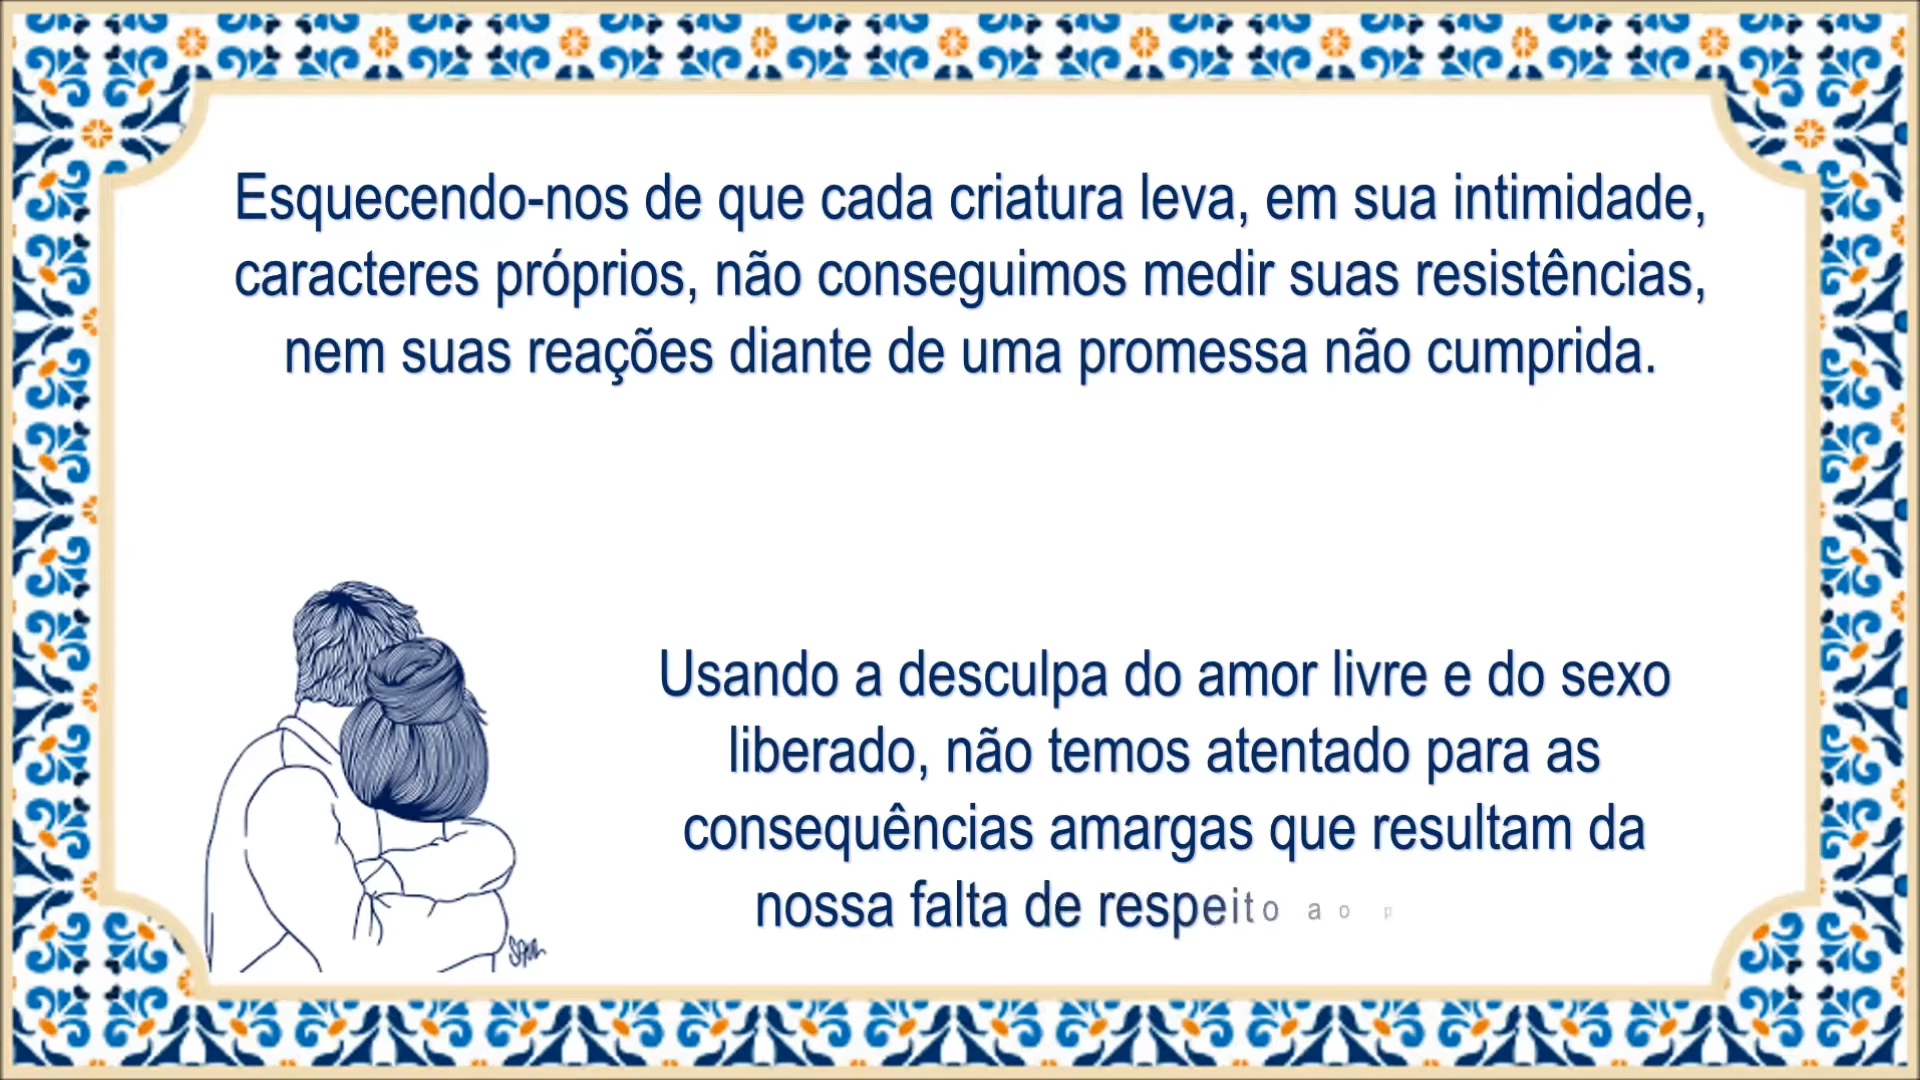 Esquecendo-nos de que cada criatura leva, em sua intimidade,
caracteres próprios, não conseguimos medir suas resistências,
nem suas reações diante de uma promessa não cumprida.
Usando a desculpa do amor livre e do sexo
liberado, não temos atentado para as
consequências amargas que resultam da
nossa falta de respeito ao p